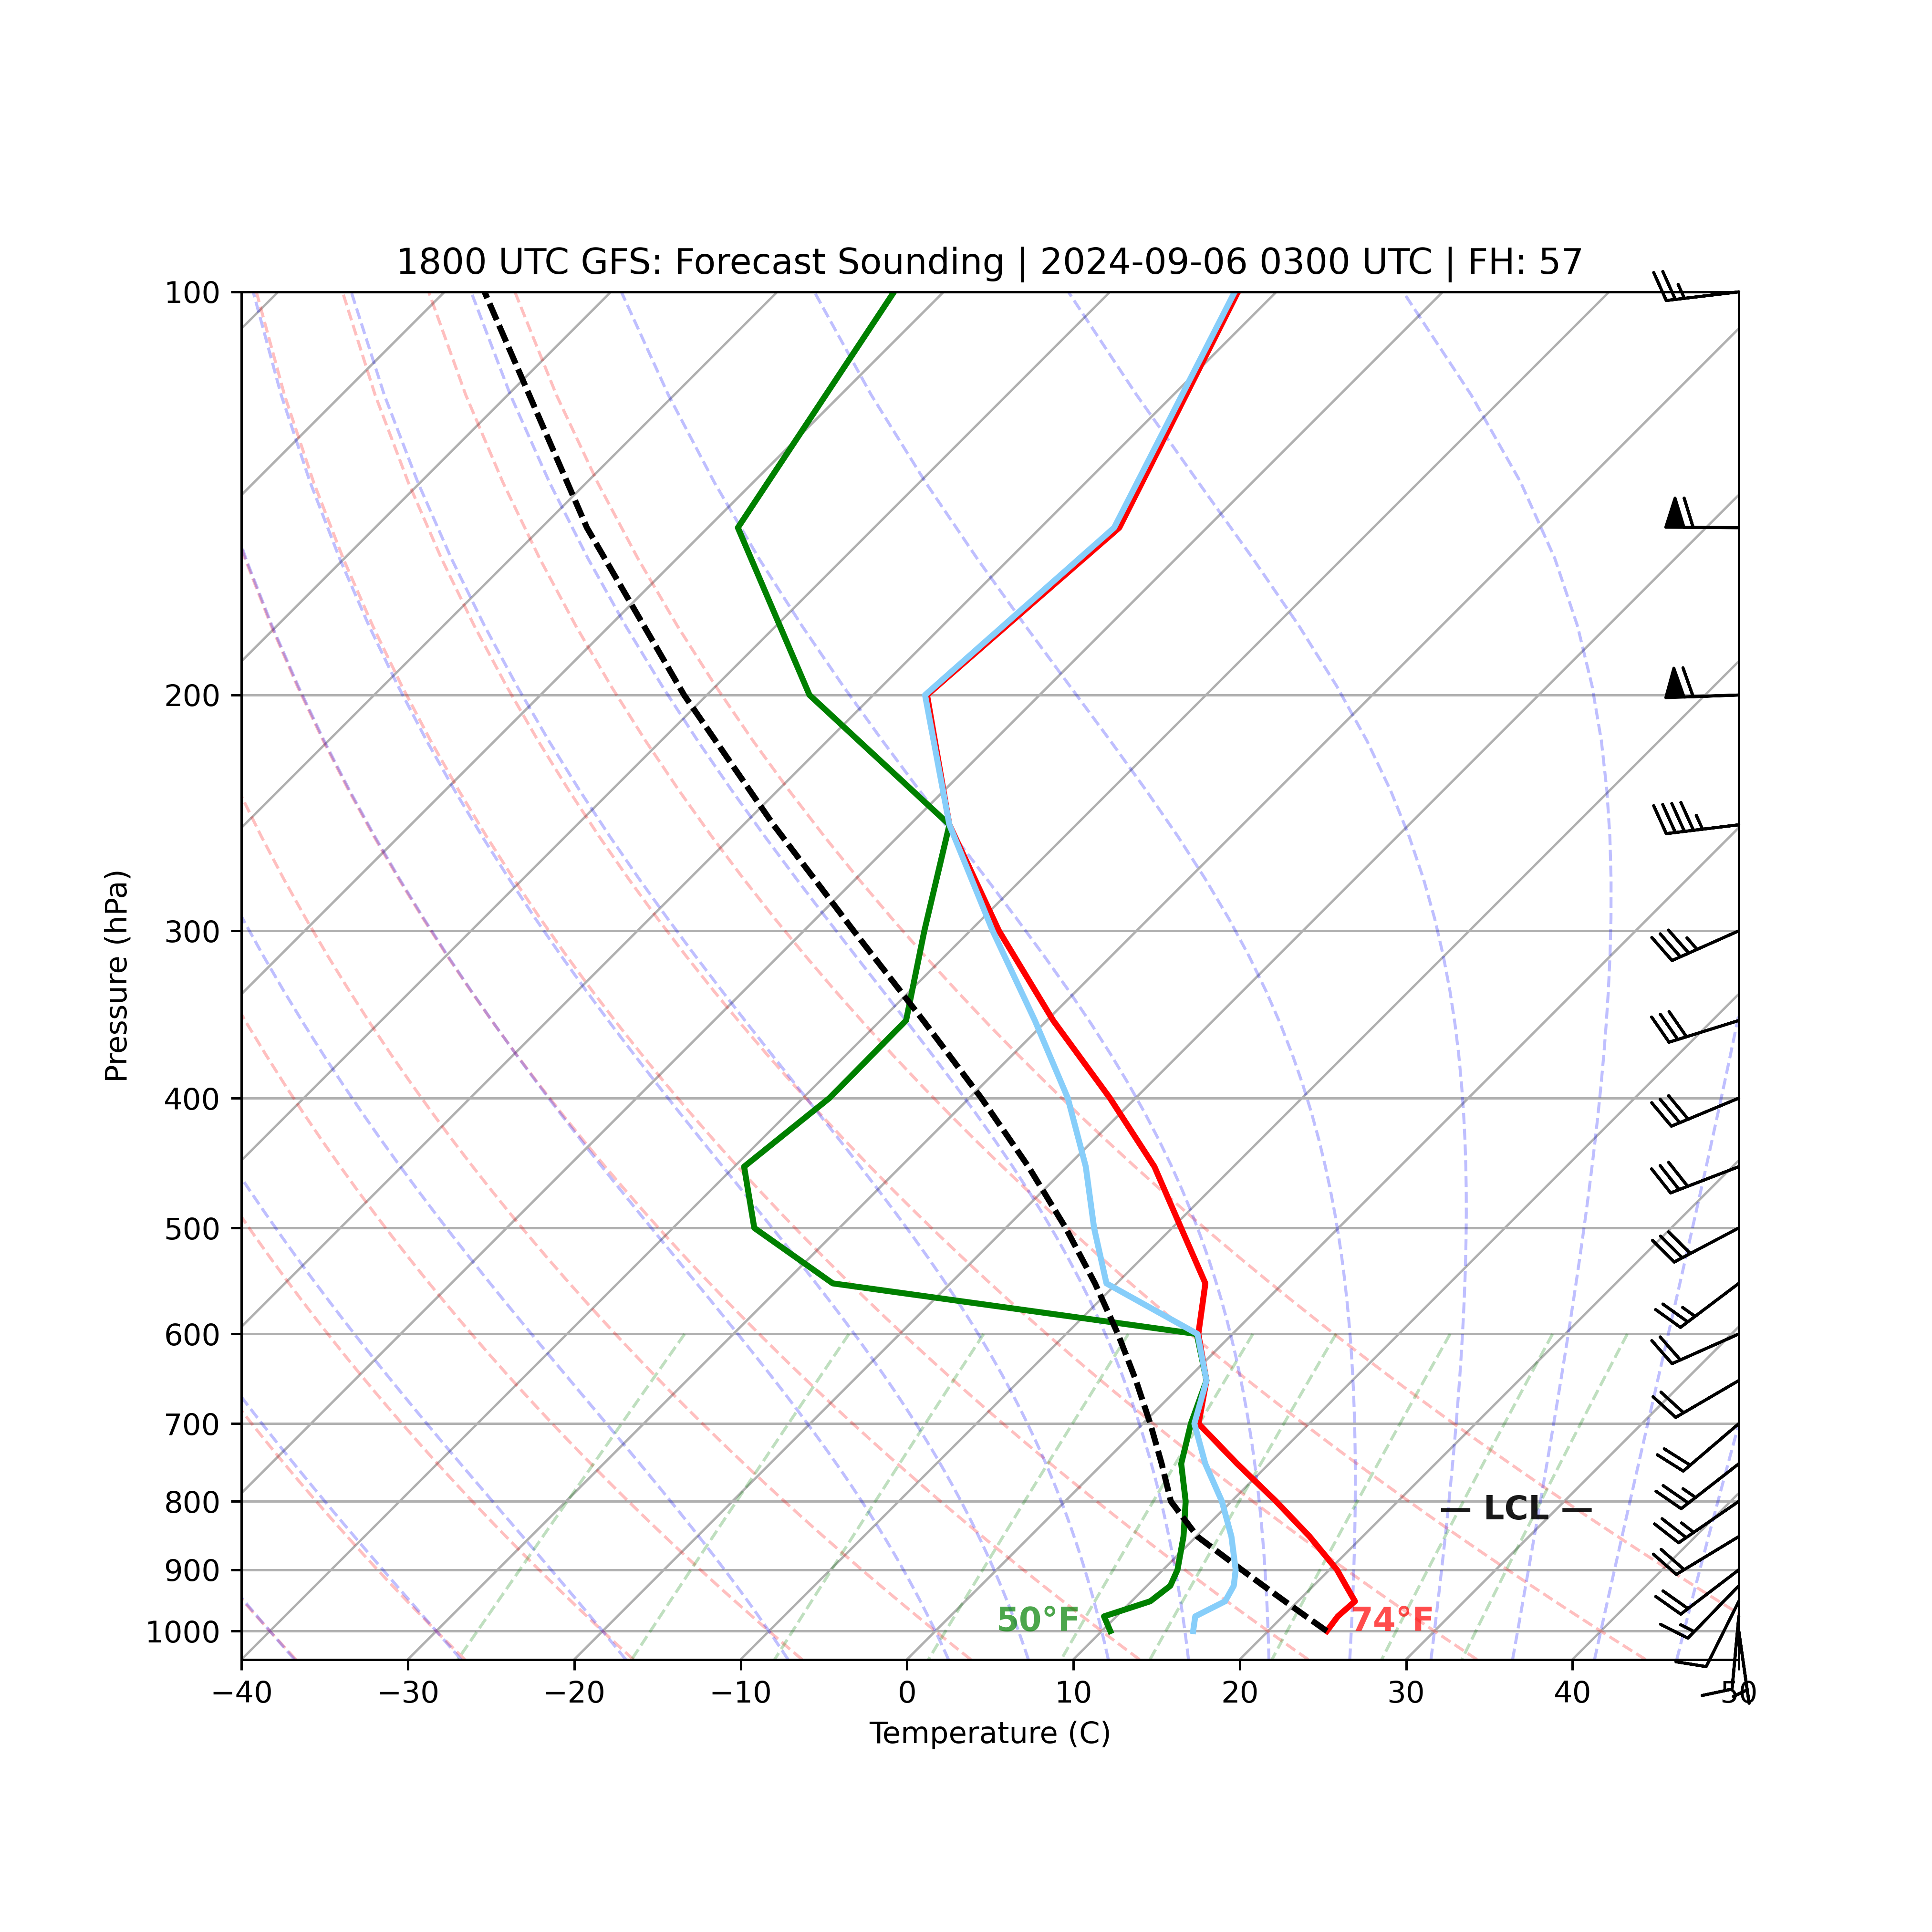 1800 UTC GFS: Forecast Sounding | 2024-09-06 0300 UTC | FH: 57
100
200
300
400
500
600
700
800
900
1000
Pressure (hPa)
— LCL —
50°F
74°F
−40 −30 −20 −10 0 10 20 30 40 50
Temperature (C)